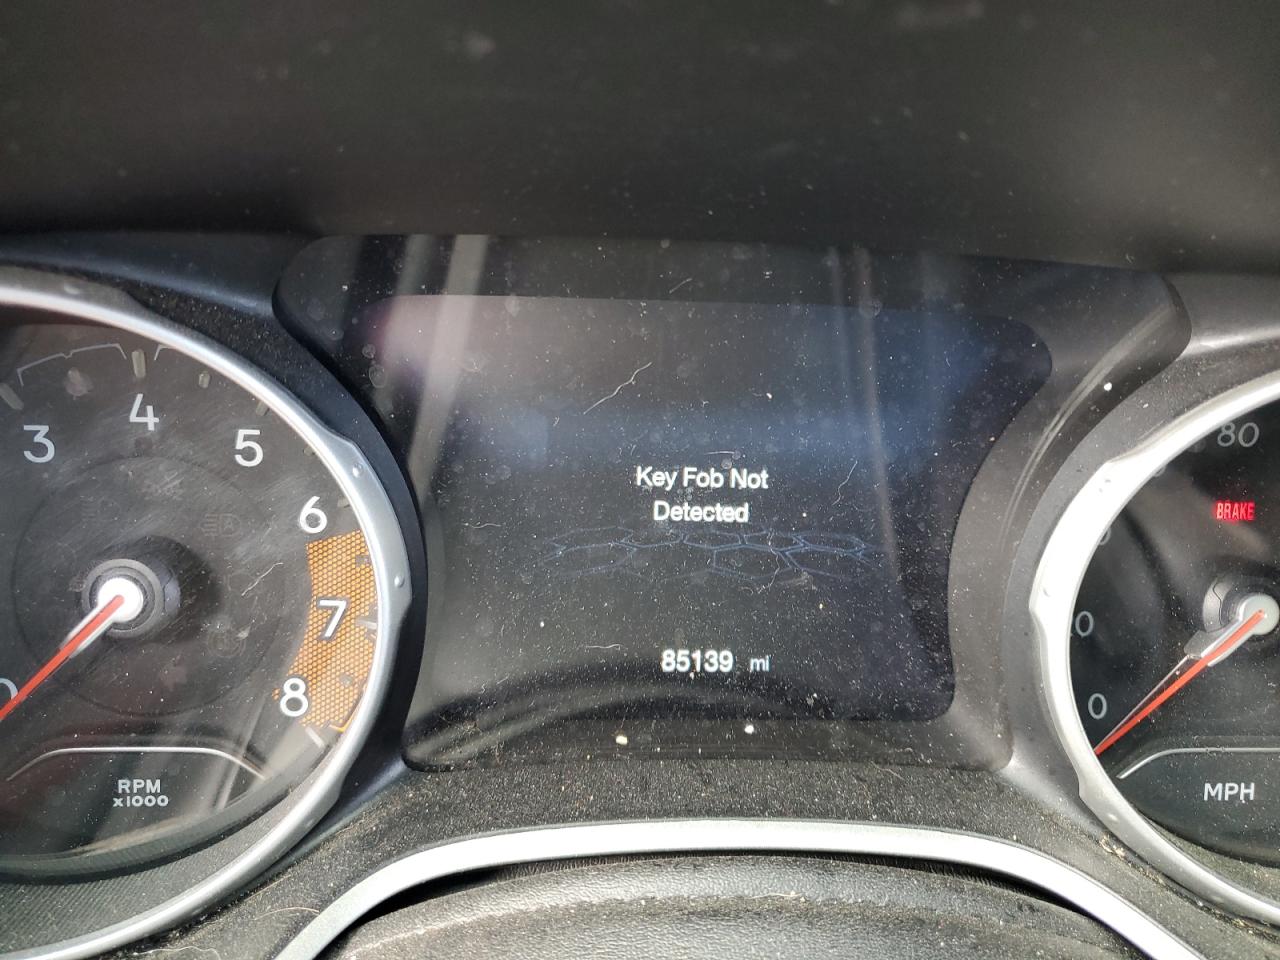 3
4
5
6
7
8
RPM
x1000
Key Fob Not
Detected
85139 mi
80
BRAKE
0
MPH